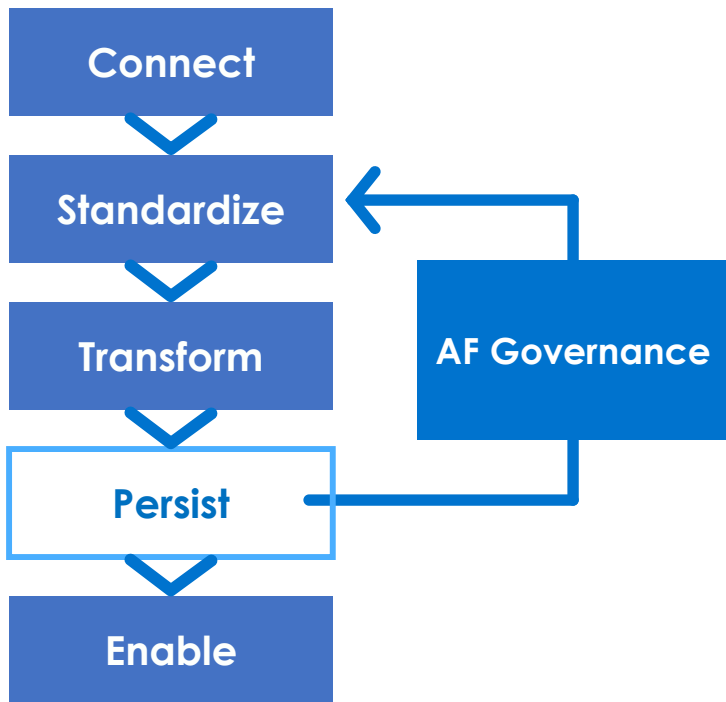 Connect
Standardize
Transform
AF Governance
Persist
Enable